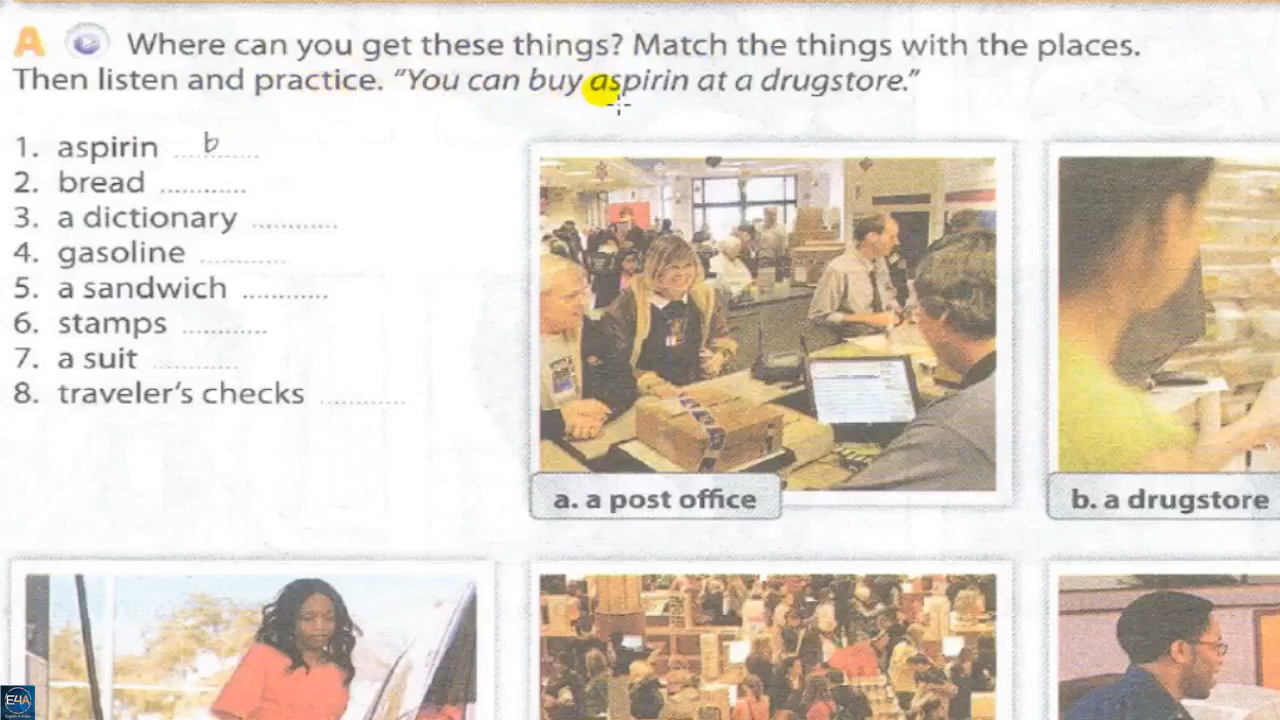 A Where can you get these things? Match the things with the places.
Then listen and practice. “You can buy aspirin at a drugstore.”
1. aspirin b
2. bread
3. a dictionary
4. gasoline
5. a sandwich
6. stamps
7. a suit
8. traveler’s checks
a. a post office
b. a drugstore
E4A